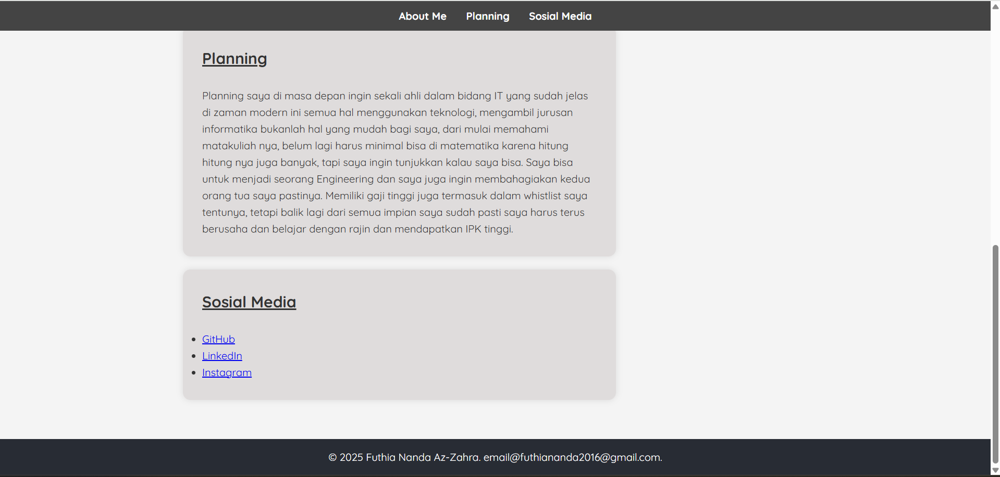 About Me Planning Sosial Media
Planning
Planning saya di masa depan ingin sekali ahli dalam bidang IT yang sudah jelas
di zaman modern ini semua hal menggunakan teknologi, mengambil jurusan
informatika bukanlah hal yang mudah bagi saya, dari mulai memahami
matakuliah nya, belum lagi harus minimal bisa di matematika karena hitung
hitung nya juga banyak, tapi saya ingin tunjukkan kalau saya bisa. Saya bisa
untuk menjadi seorang Engineering dan saya juga ingin membahagiakan kedua
orang tua saya pastinya. Memiliki gaji tinggi juga termasuk dalam whistlist saya
tentunya, tetapi balik lagi dari semua impian saya sudah pasti saya harus terus
berusaha dan belajar dengan rajin dan mendapatkan IPK tinggi.
Sosial Media
• GitHub
• LinkedIn
• Instagram
© 2025 Futhia Nanda Az-Zahra. email@futhiananda2016@gmail.com.